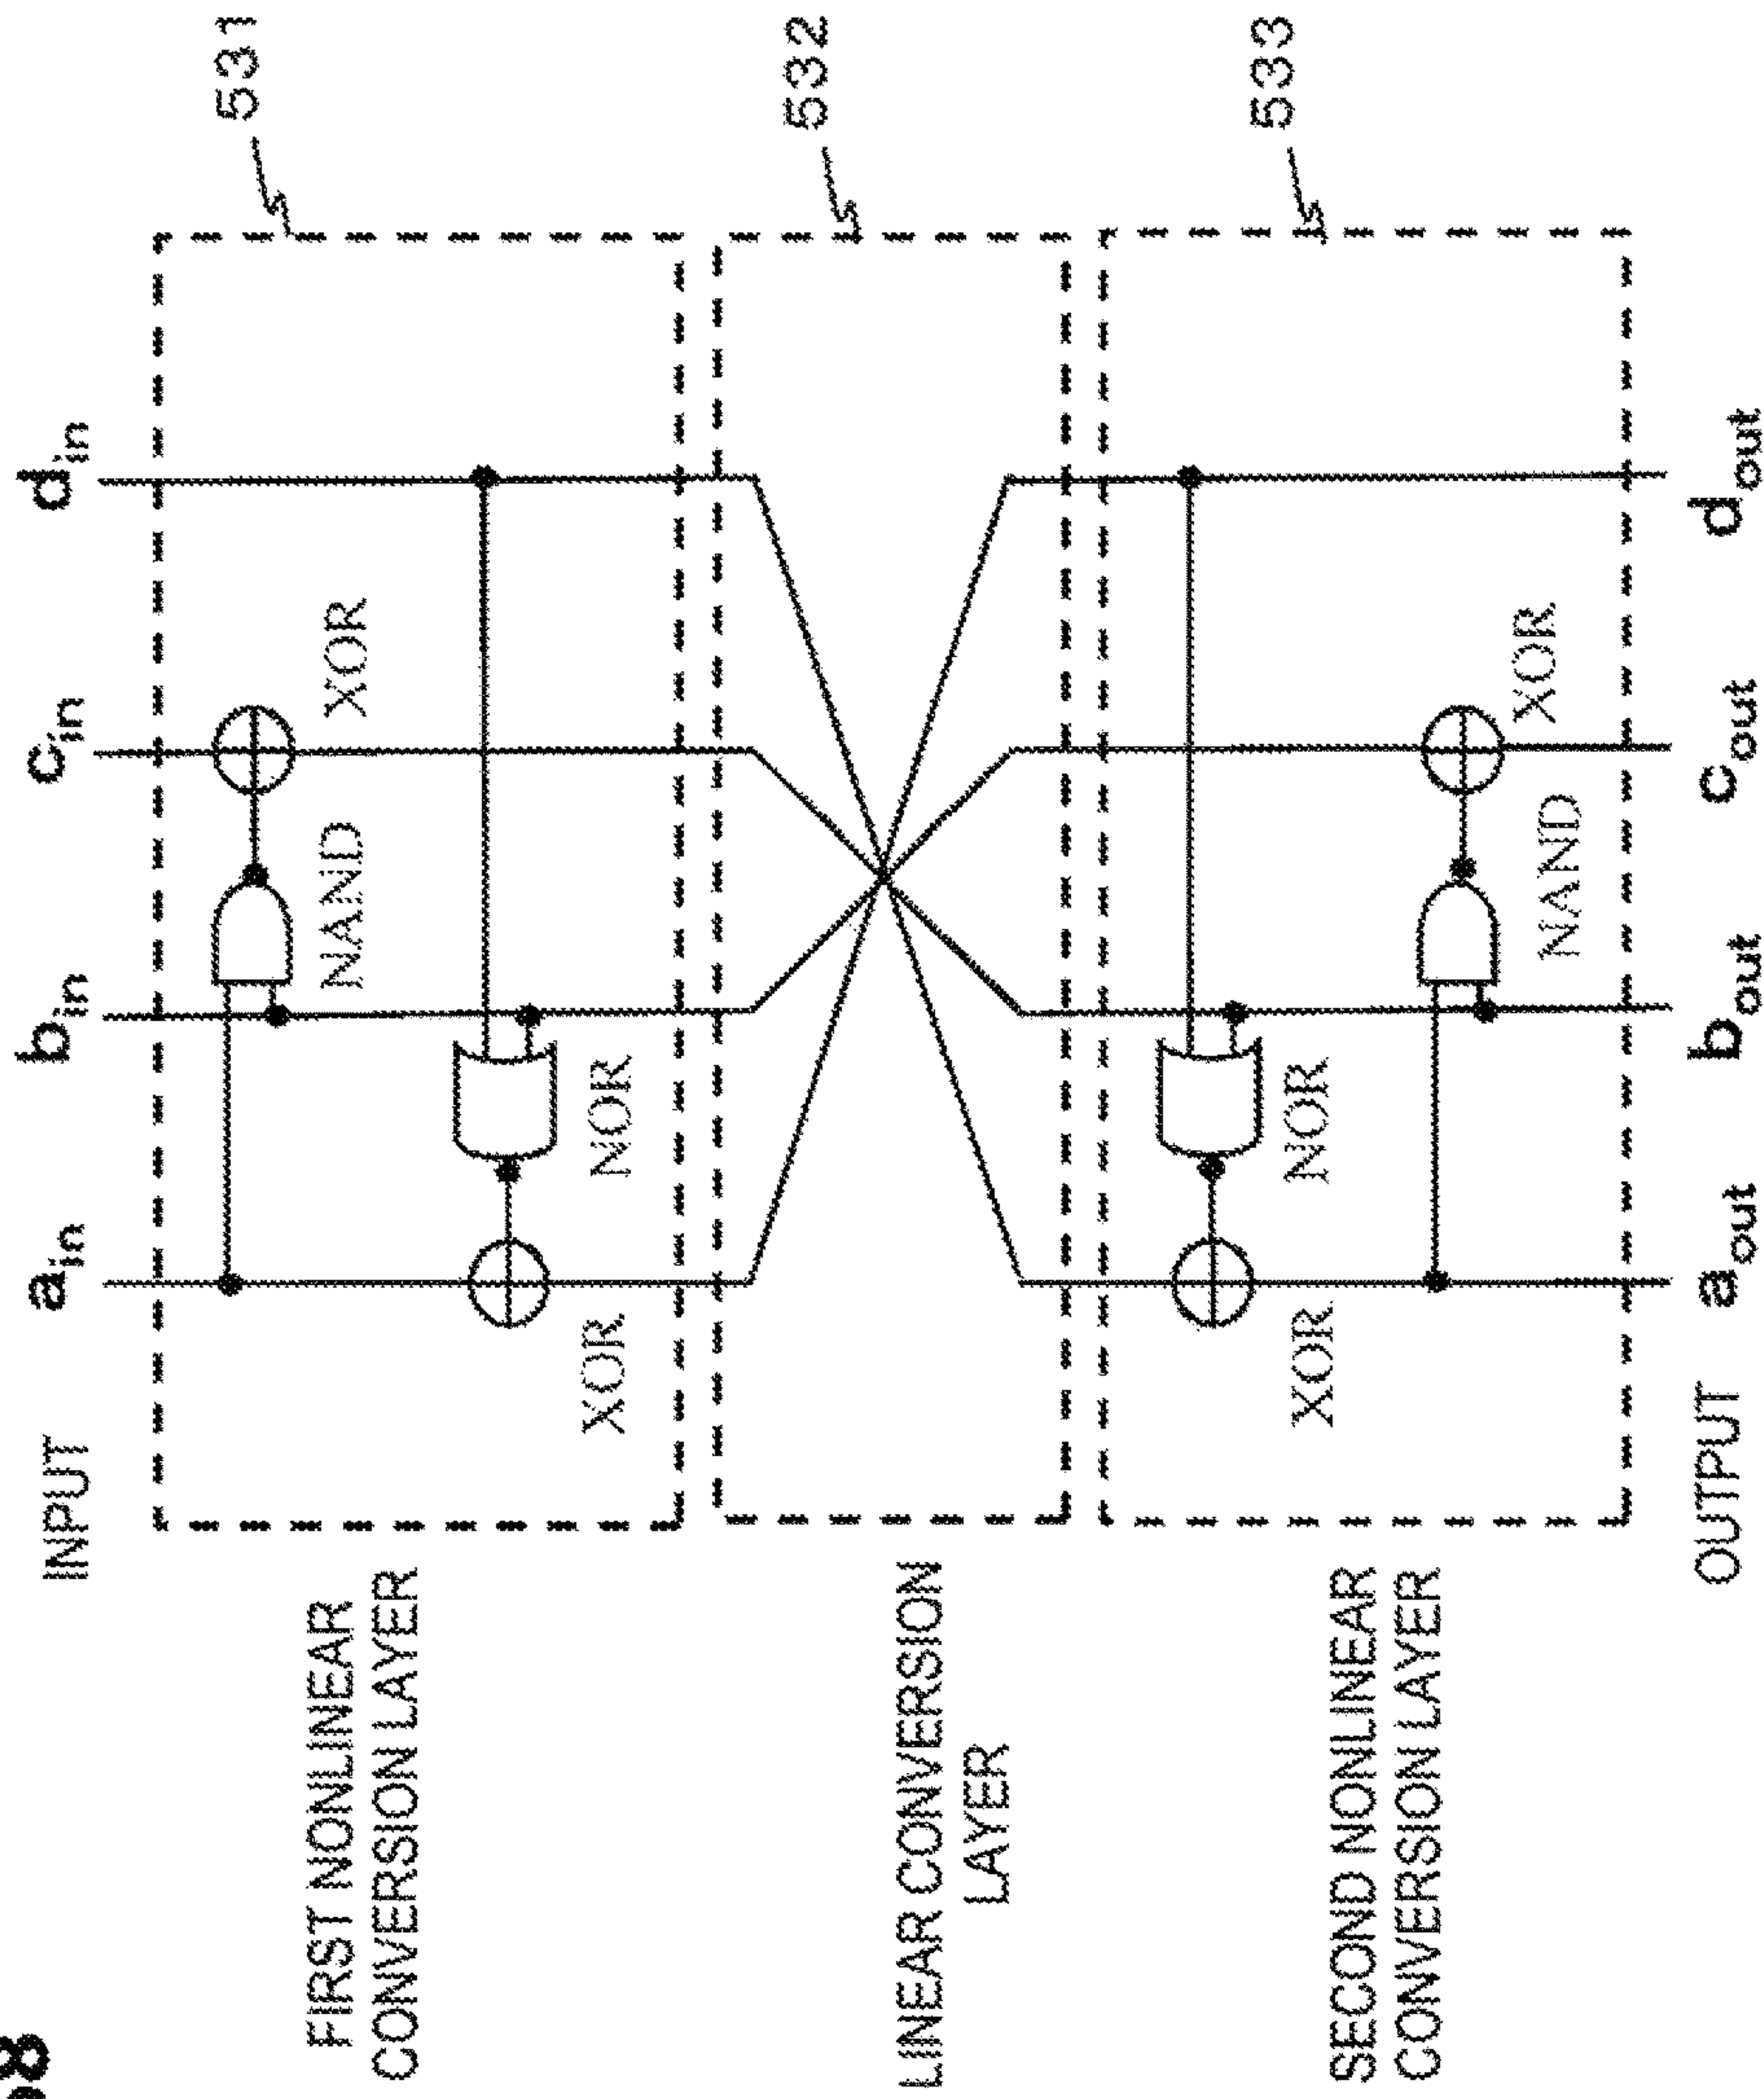 INPUT a_in b_in c_in d_in
FIRST NONLINEAR
CONVERSION LAYER
NAND XOR
XOR NOR
531
LINEAR CONVERSION
LAYER
532
SECOND NONLINEAR
CONVERSION LAYER
XOR NOR
NAND XOR
533
OUTPUT a_out b_out c_out d_out